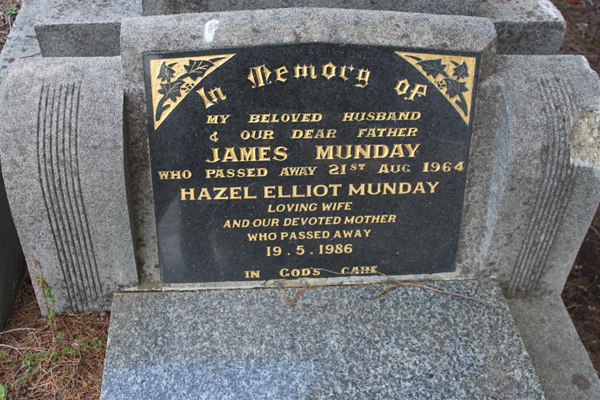 In Memory of
MY BELOVED HUSBAND
& OUR DEAR FATHER
JAMES MUNDAY
WHO PASSED AWAY 21ST AUG 1964
HAZEL ELLIOT MUNDAY
LOVING WIFE
AND OUR DEVOTED MOTHER
WHO PASSED AWAY
19.5.1986
IN GOD'S CARE